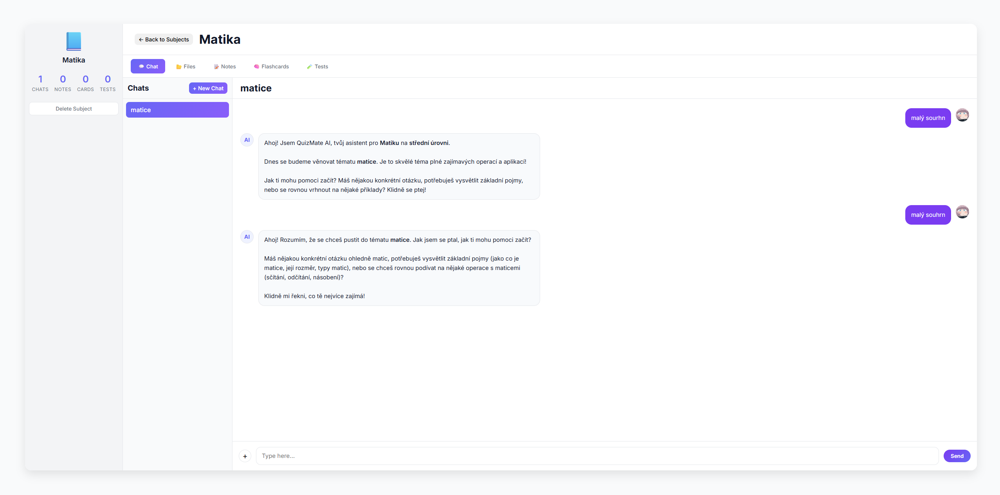 Matika
1 0 0 0
CHATS NOTES CARDS TESTS
Delete Subject
← Back to Subjects Matika
Chat Files Notes Flashcards Tests
Chats + New Chat
matice
matice
malý sourhn
AI
Ahoj! Jsem QuizMate AI, tvůj asistent pro Matiku na střední úrovni.
Dnes se budeme věnovat tématu matice. Je to skvělé téma plné zajímavých operací a aplikací!
Jak ti mohu pomoci začít? Máš nějakou konkrétní otázku, potřebuješ vysvětlit základní pojmy,
nebo se rovnou vrhnout na nějaké příklady? Klidně se ptej!
malý souhrn
AI
Ahoj! Rozumím, že se chceš pustit do tématu matice. Jak jsem se ptal, jak ti mohu pomoci začít?
Máš nějakou konkrétní otázku ohledně matic, potřebuješ vysvětlit základní pojmy (jako co je
matice, její rozměr, typy matic), nebo se chceš rovnou podívat na nějaké operace s maticemi
(sčítání, odčítání, násobení)?
Klidně mi řekni, co tě nejvíce zajímá!
+ Type here... Send